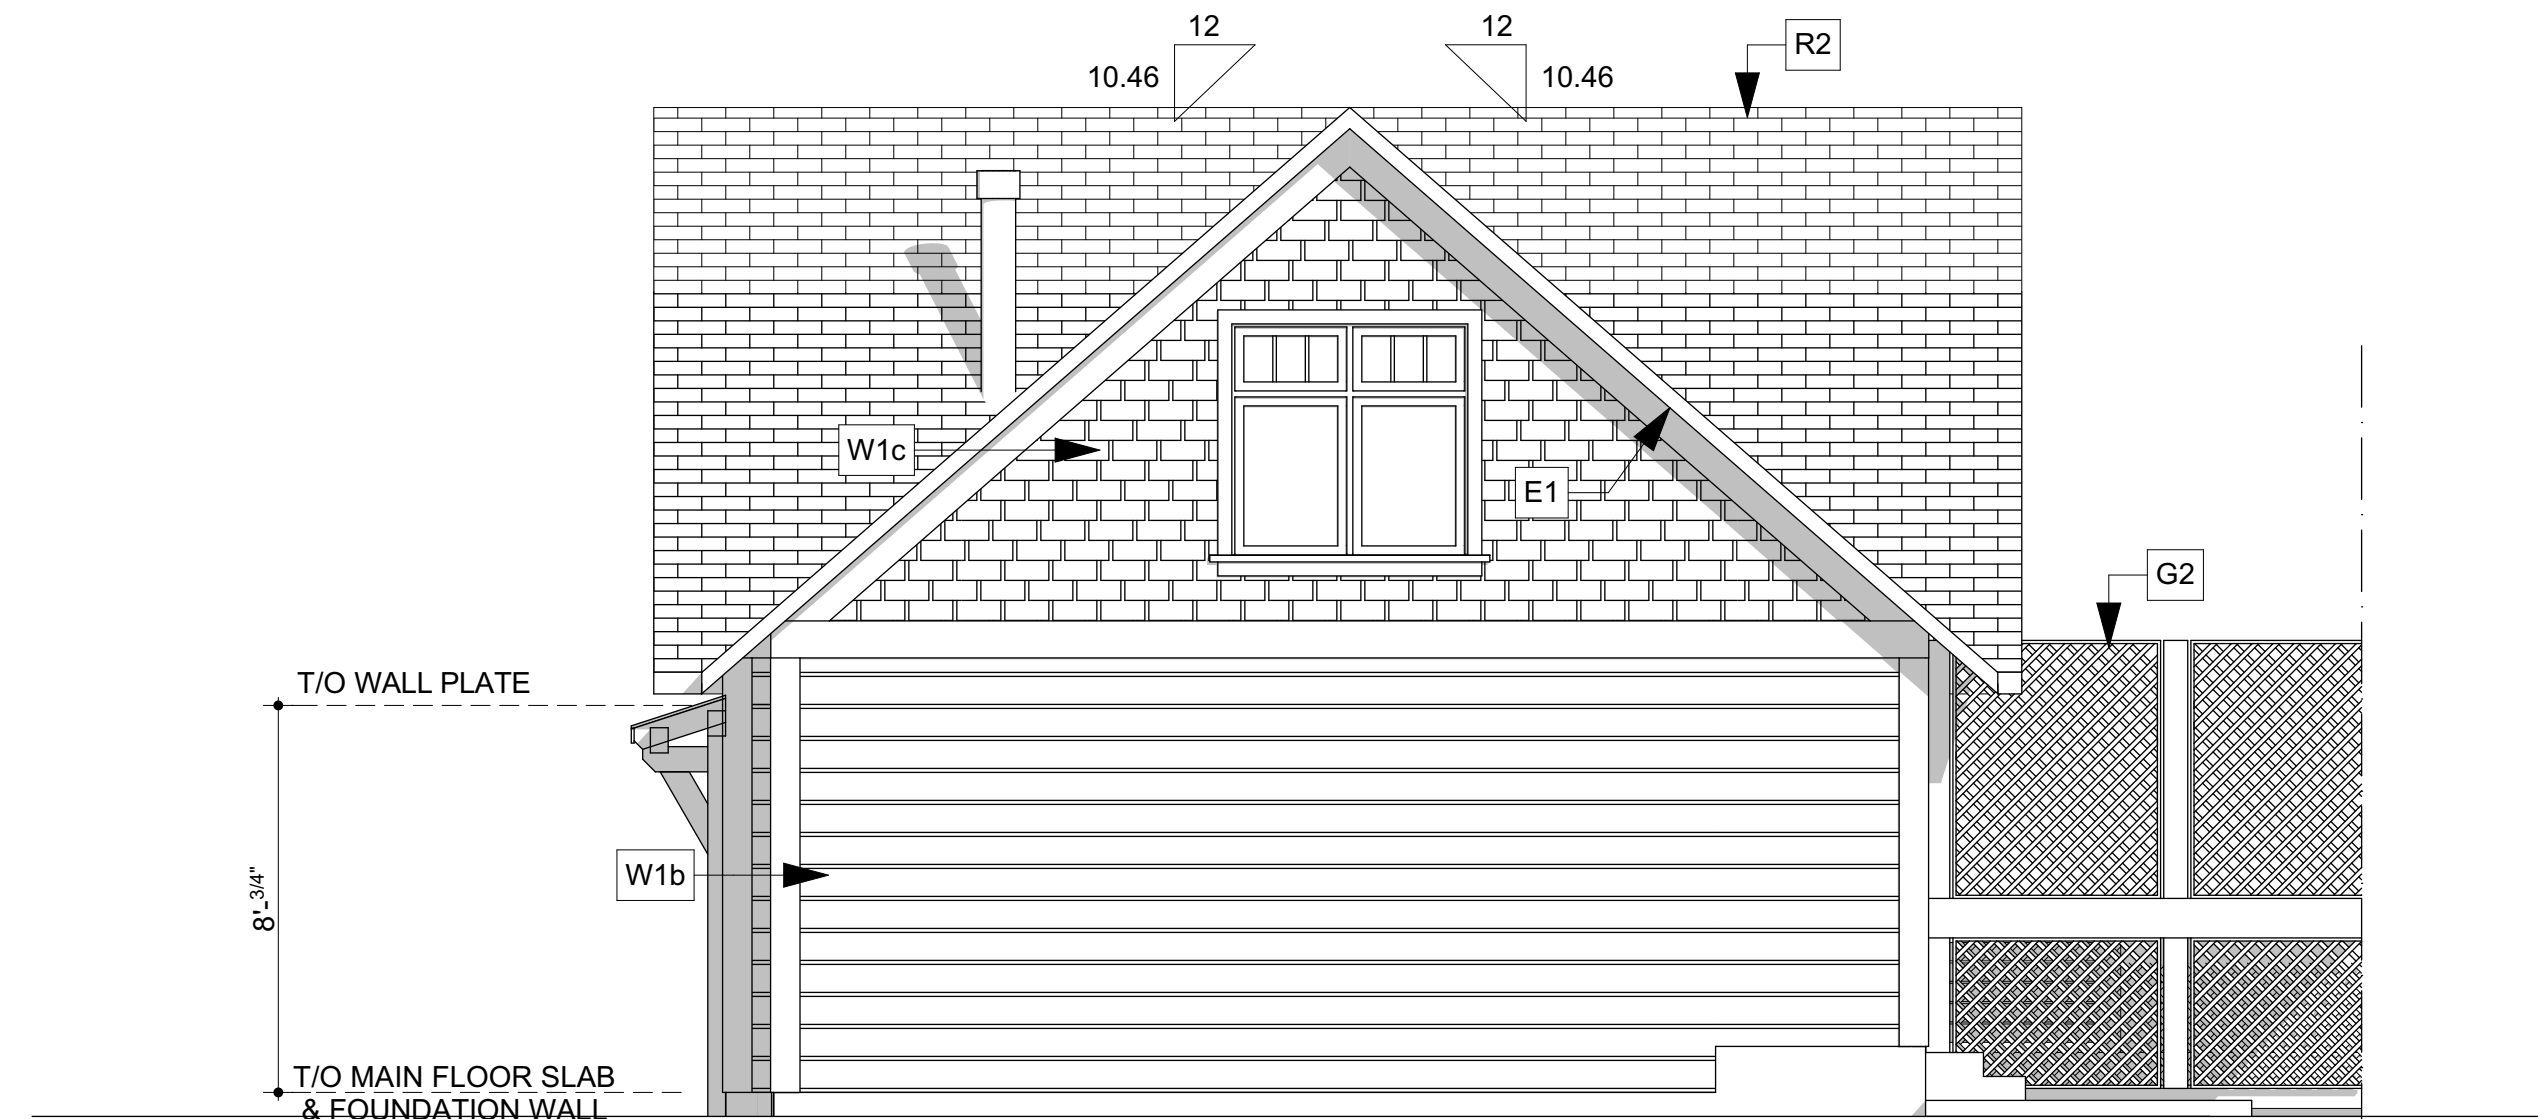 12
12
R2
10.46
10.46
W1c
E1
G2
T/O WALL PLATE
8'-3/4"
W1b
T/O MAIN FLOOR SLAB
& FOUNDATION WALL